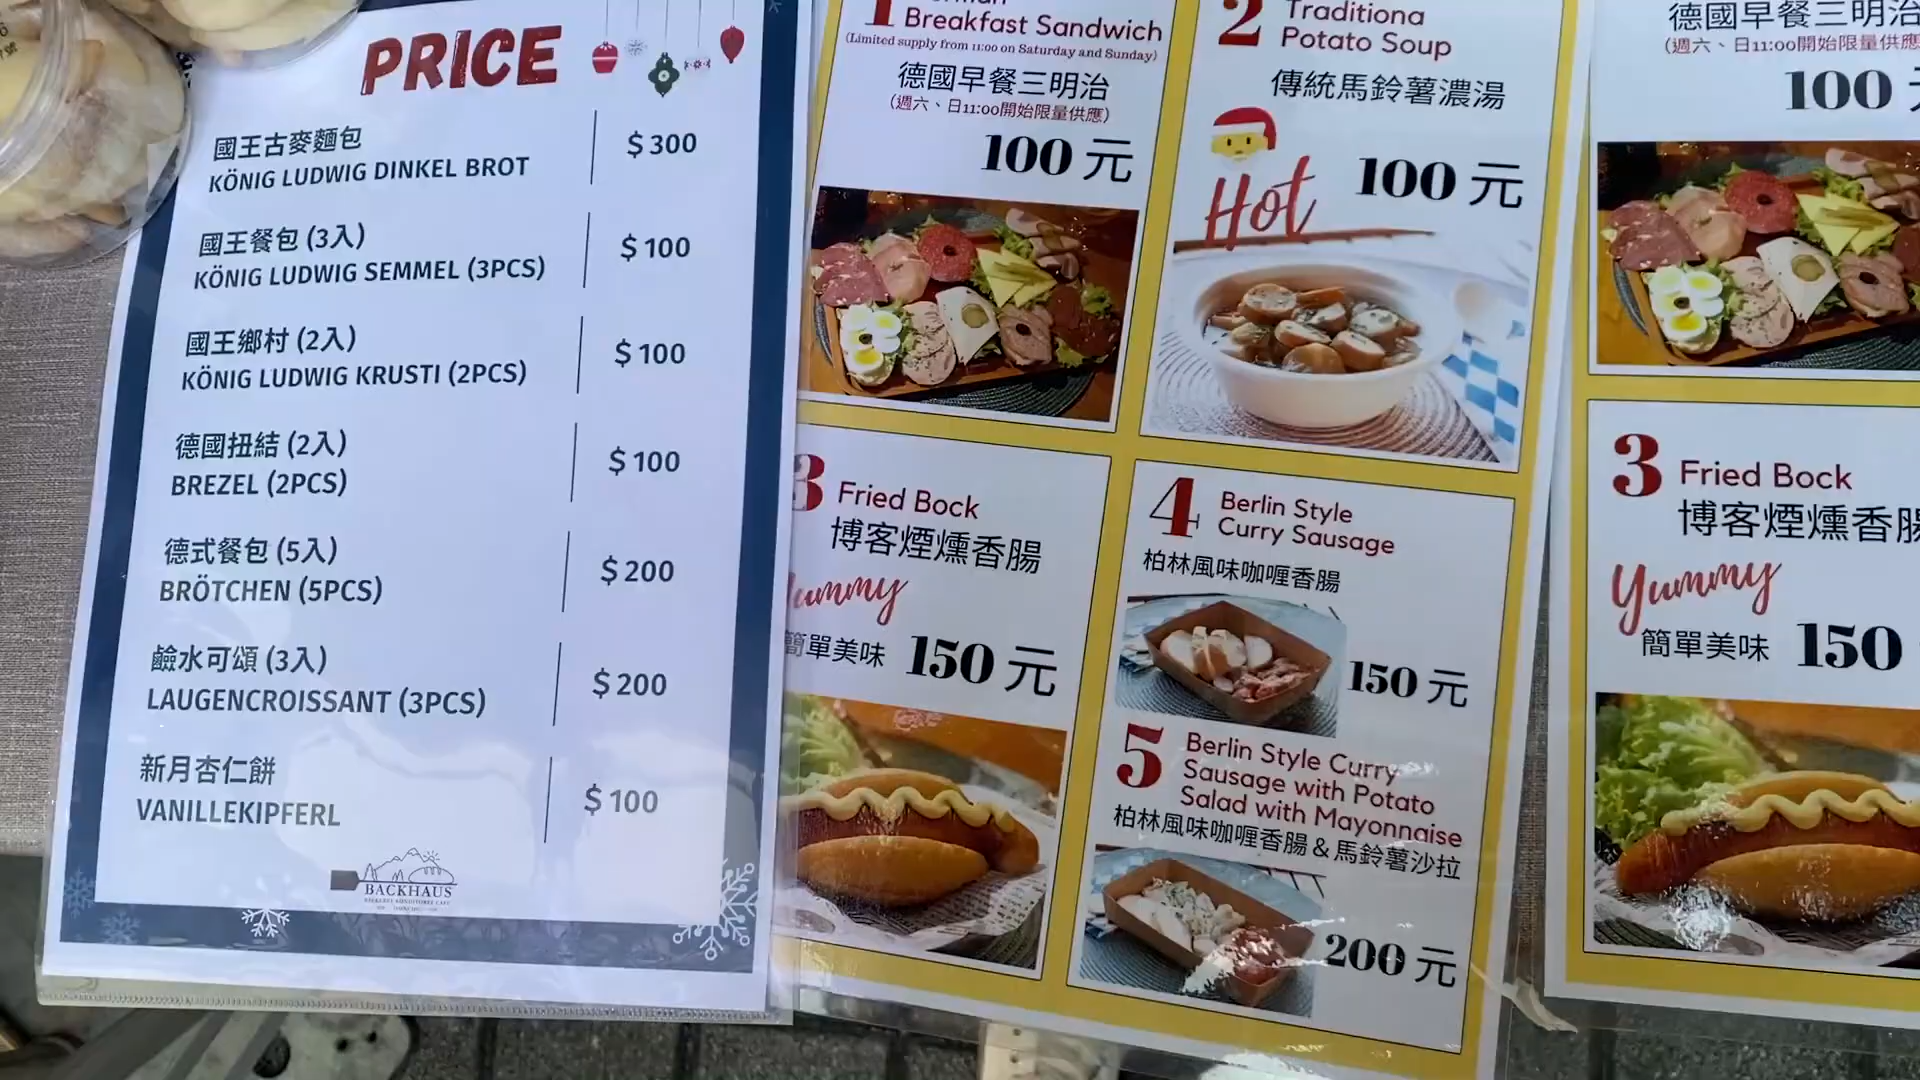 PRICE
國王古麥麵包
KÖNIG LUDWIG DINKEL BROT
$300
國王餐包 (3入)
KÖNIG LUDWIG SEMMEL (3PCS)
$100
國王鄉村 (2入)
KÖNIG LUDWIG KRUSTI (2PCS)
$100
德國扭結 (2入)
BREZEL (2PCS)
$100
德式餐包 (5入)
BRÖTCHEN (5PCS)
$200
鹼水可頌 (3入)
LAUGENCROISSANT (3PCS)
$200
新月杏仁餅
VANILLEKIPFERL
$100
BACKHAUS
1
Breakfast Sandwich
(Limited supply from 11:00 on Saturday and Sunday)
德國早餐三明治
(週六、日11:00開始限量供應)
100 元
2 Traditiona
Potato Soup
傳統馬鈴薯濃湯
Hot
100 元
3 Fried Bock
博客煙燻香腸
Yummy
簡單美味 150 元
4 Berlin Style
Curry Sausage
柏林風味咖喱香腸
150 元
5 Berlin Style Curry
Sausage with Potato
Salad with Mayonnaise
柏林風味咖喱香腸&馬鈴薯沙拉
200 元
德國早餐三明治
(週六、日11:00開始限量供應
100
3 Fried Bock
博客煙燻香腸
Yummy
簡單美味 150